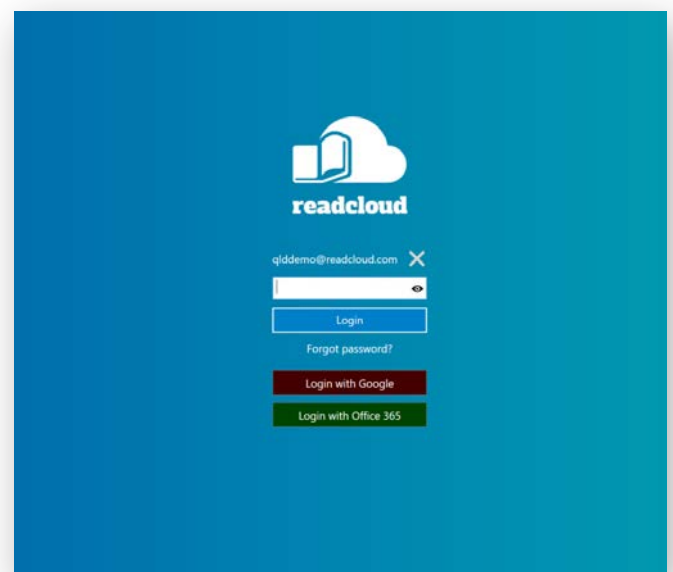 readcloud
qlddemo@readcloud.com
Login
Forgot password?
Login with Google
Login with Office 365